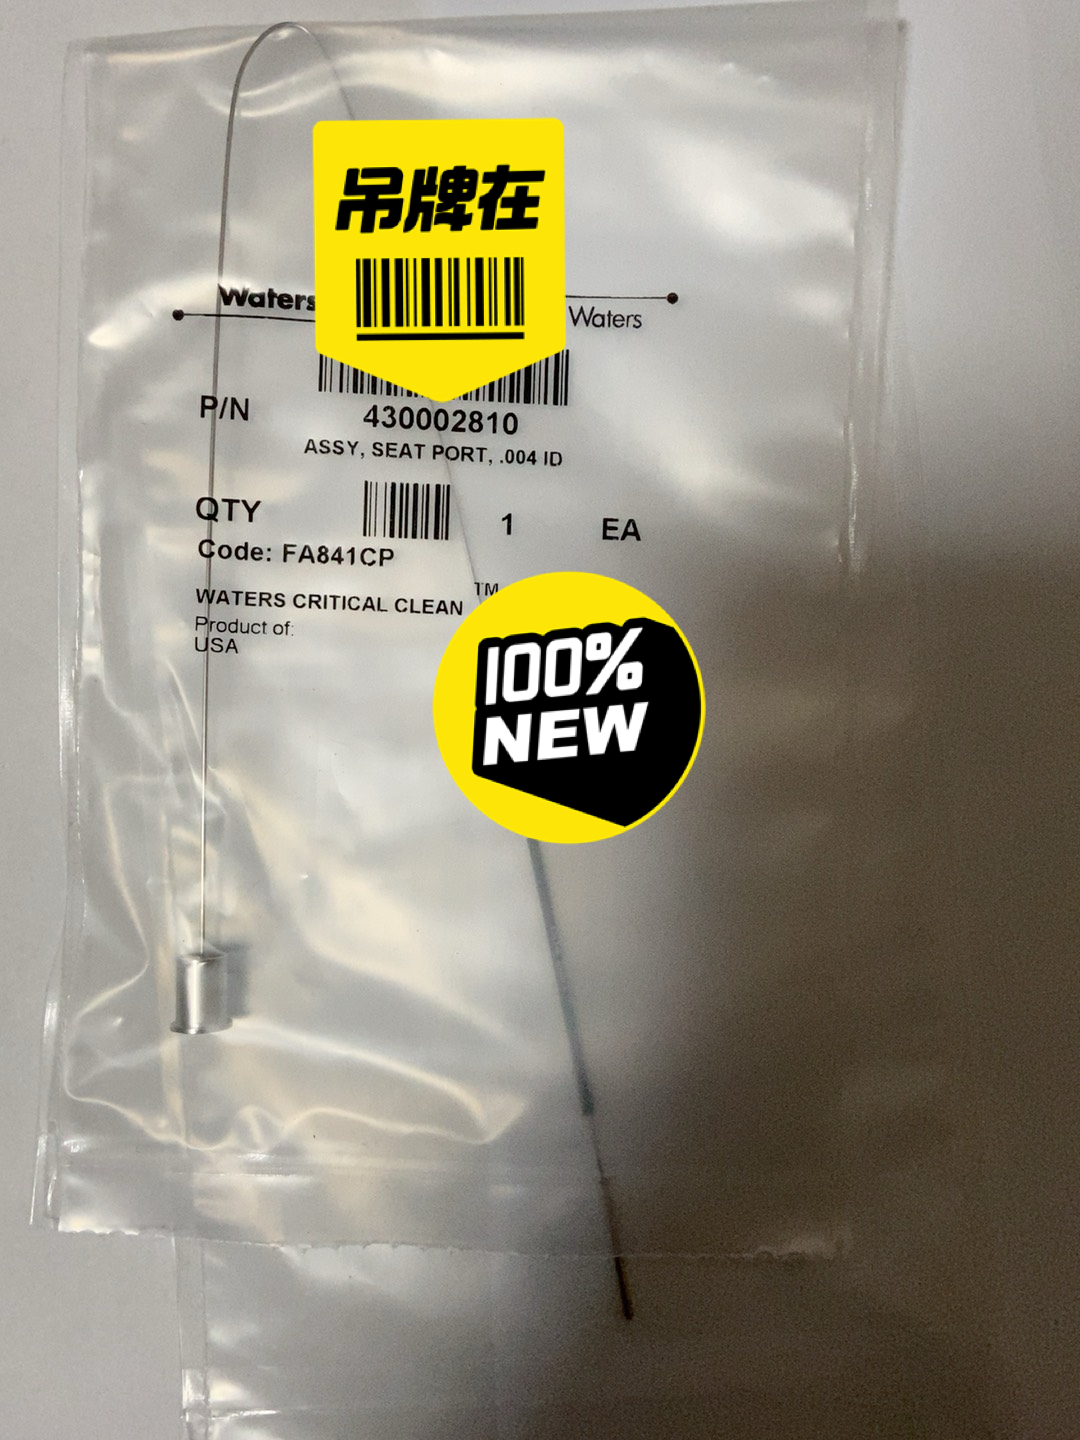 吊牌在
Waters
Waters
P/N
430002810
ASSY, SEAT PORT, .004 ID
QTY
1
EA
Code: FA841CP
WATERS CRITICAL CLEAN ™
Product of:
USA
100%
NEW